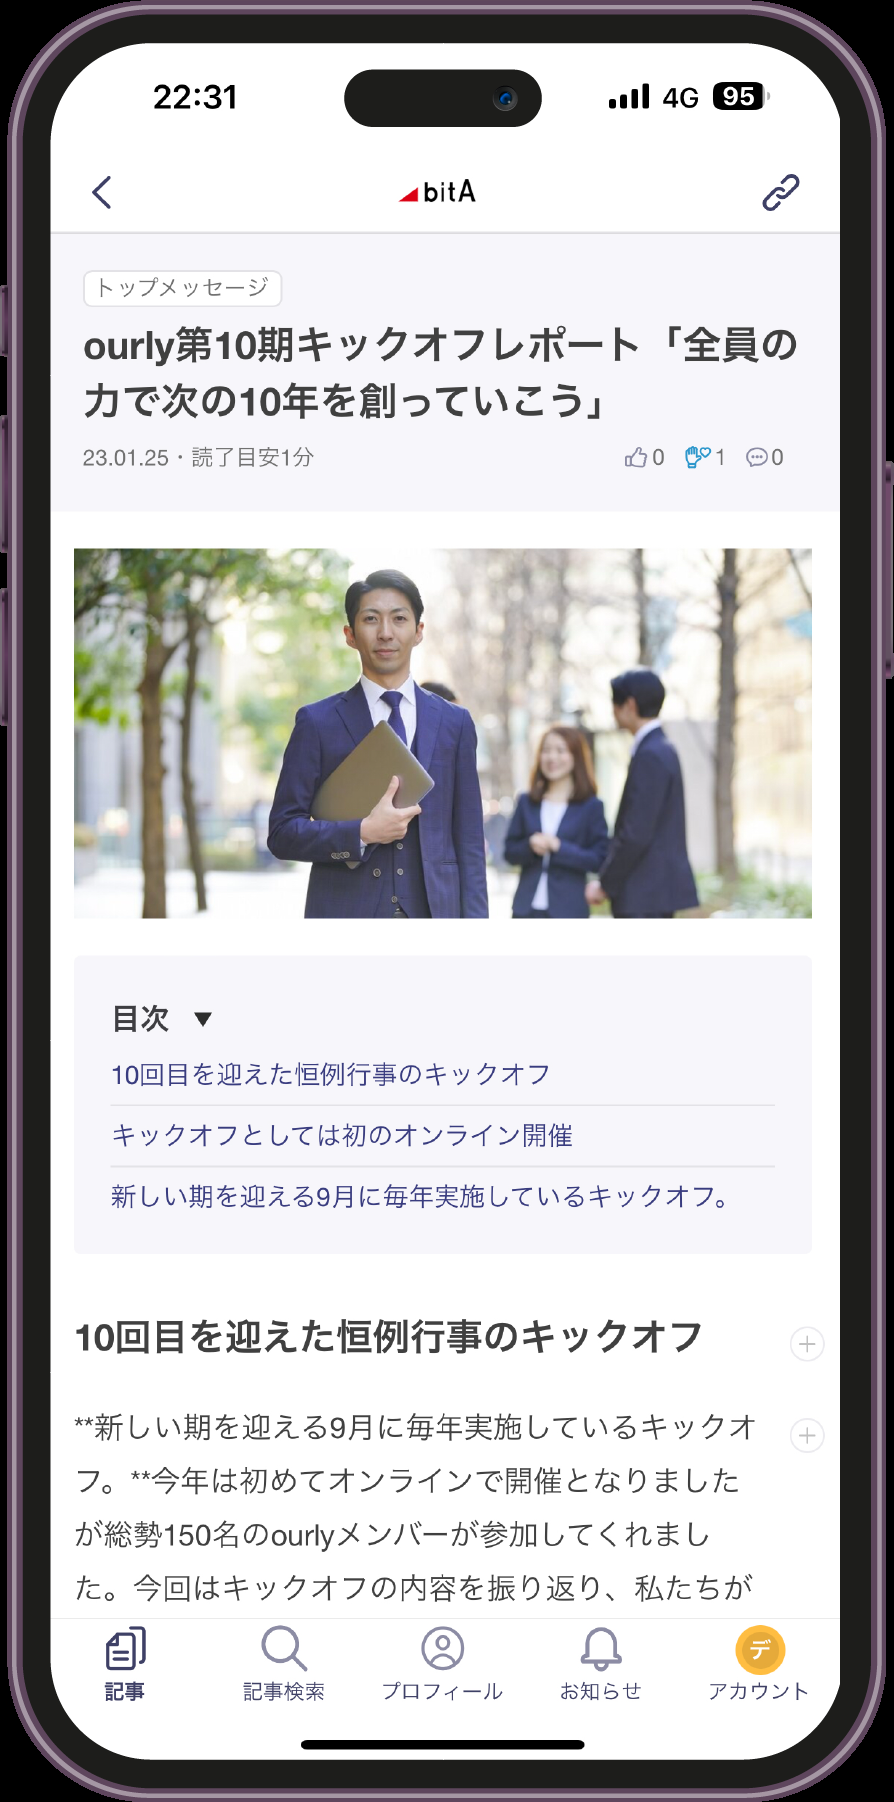 22:31
4G 95
bitA
トップメッセージ
ourly第10期キックオフレポート「全員の
力で次の10年を創っていこう」
23.01.25・読了目安1分 0 1 0
目次 ▼
10回目を迎えた恒例行事のキックオフ
キックオフとしては初のオンライン開催
新しい期を迎える9月に毎年実施しているキックオフ。
10回目を迎えた恒例行事のキックオフ
**新しい期を迎える9月に毎年実施しているキックオ
フ。**今年は初めてオンラインで開催となりました
が総勢150名のourlyメンバーが参加してくれまし
た。今回はキックオフの内容を振り返り、私たちが
デ
記事 記事検索 プロフィール お知らせ アカウント